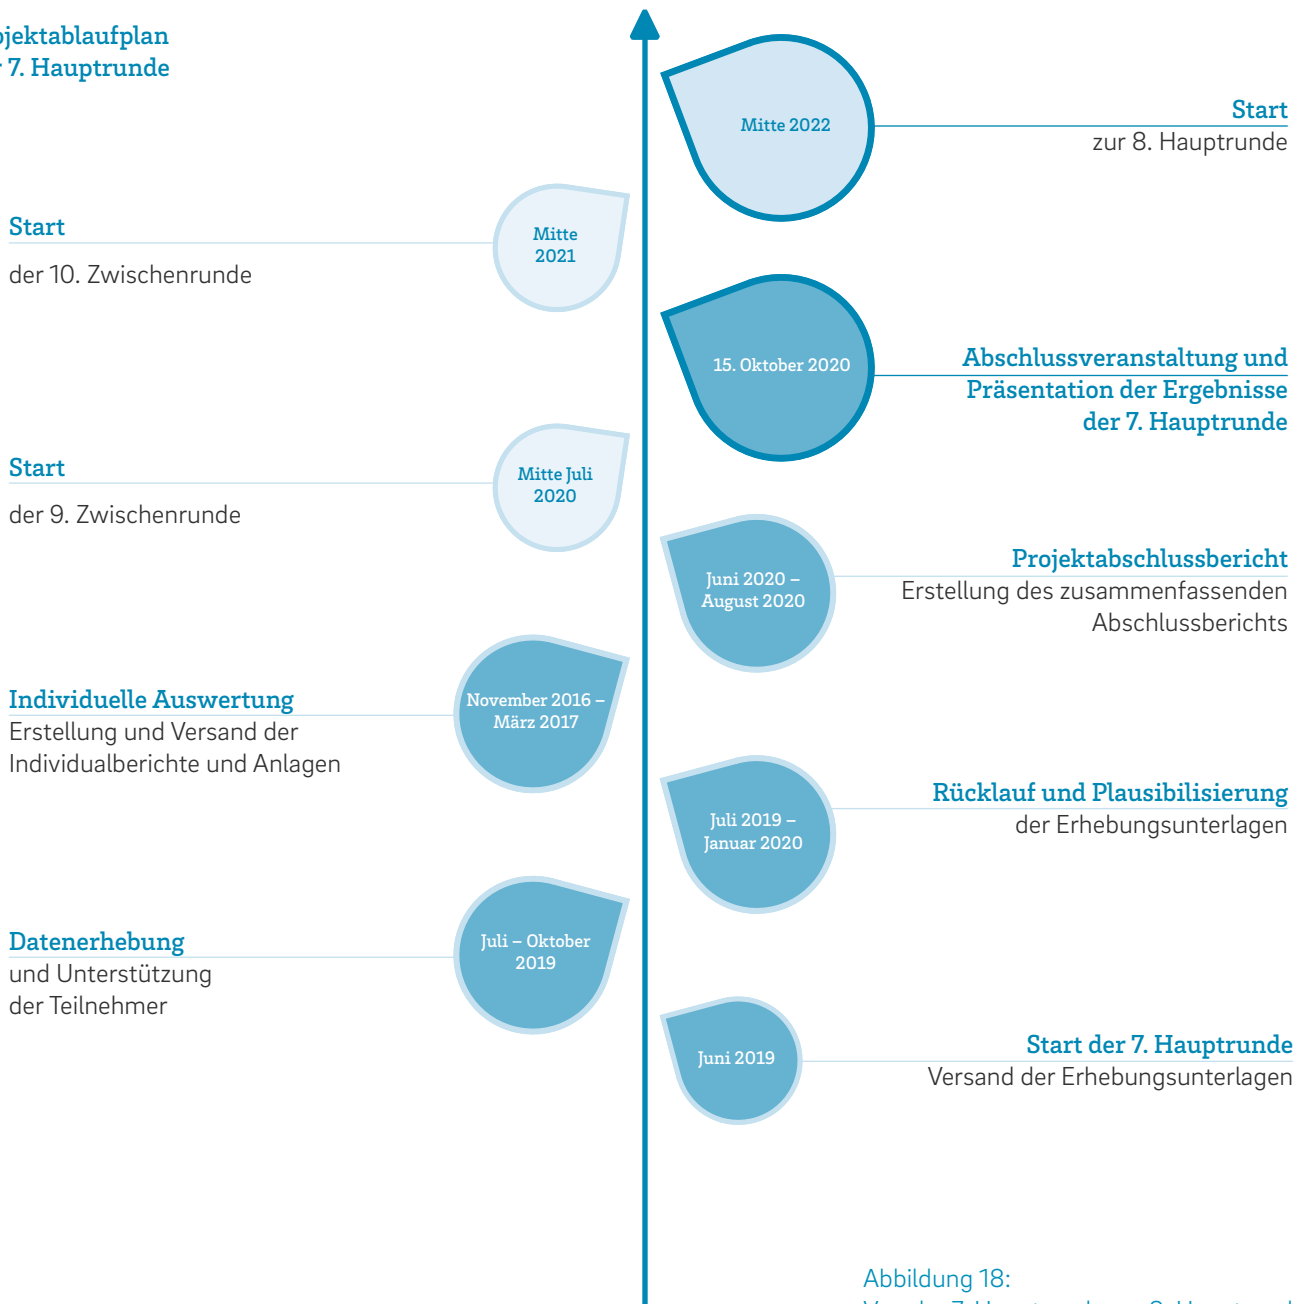 7. Hauptrunde
Mitte 2022
Start
zur 8. Hauptrunde
Start
Mitte
2021
der 10. Zwischenrunde
15. Oktober 2020
Abschlussveranstaltung und
Präsentation der Ergebnisse
der 7. Hauptrunde
Start
Mitte Juli
2020
der 9. Zwischenrunde
Juni 2020 –
August 2020
Projektabschlussbericht
Erstellung des zusammenfassenden
Abschlussberichts
Individuelle Auswertung
Erstellung und Versand der
Individualberichte und Anlagen
November 2016 –
März 2017
Juli 2019 –
Januar 2020
Rücklauf und Plausibilisierung
der Erhebungsunterlagen
Datenerhebung
und Unterstützung
der Teilnehmer
Juli – Oktober
2019
Juni 2019
Start der 7. Hauptrunde
Versand der Erhebungsunterlagen
Abbildung 18: